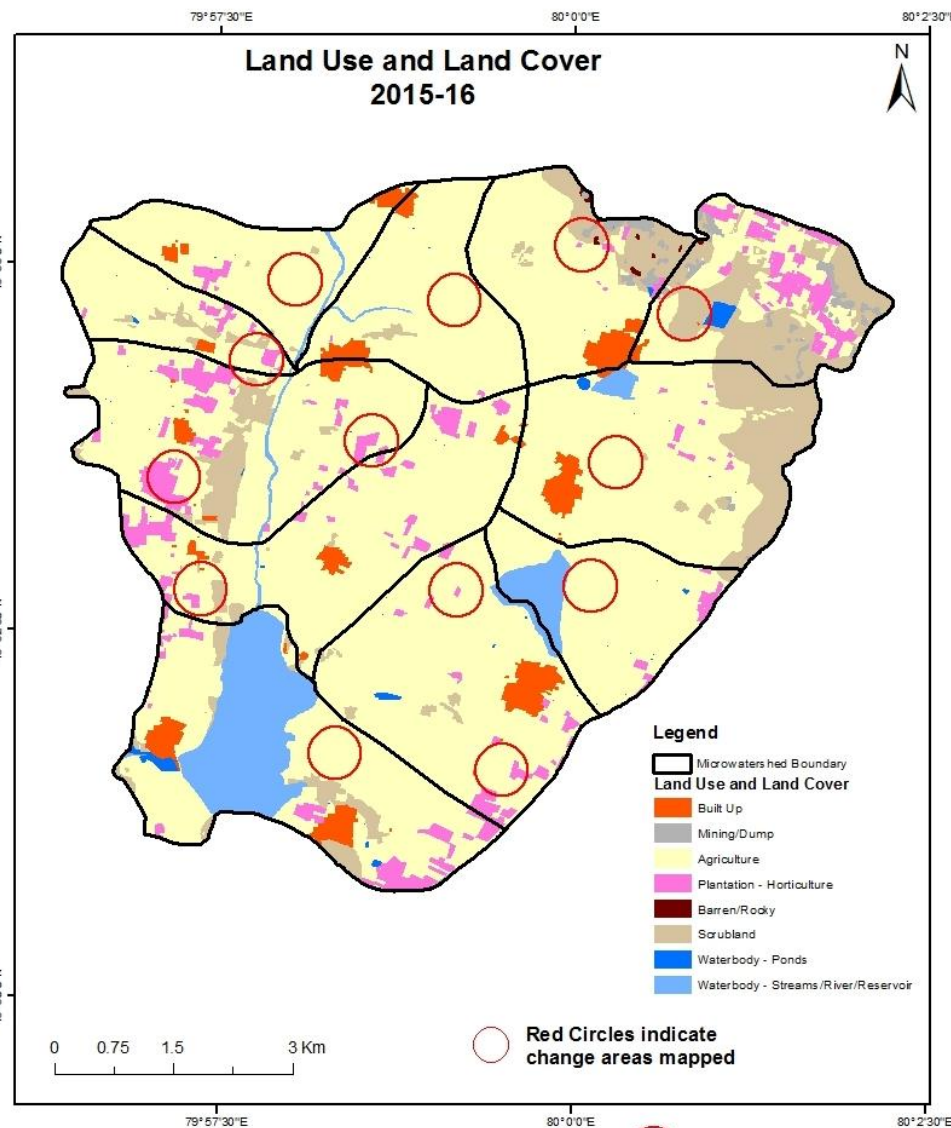 79°57'30"E
80°0'0"E
80°2'30"E
Land Use and Land Cover
2015-16
N
Legend
Microwatershed Boundary
Land Use and Land Cover
Built Up
Mining/Dump
Agriculture
Plantation - Horticulture
Barren/Rocky
Scrubland
Waterbody - Ponds
Waterbody - Streams/River/Reservoir
Red Circles indicate
change areas mapped
0 0.75 1.5 3 Km
79°57'30"E
80°0'0"E
80°2'30"E